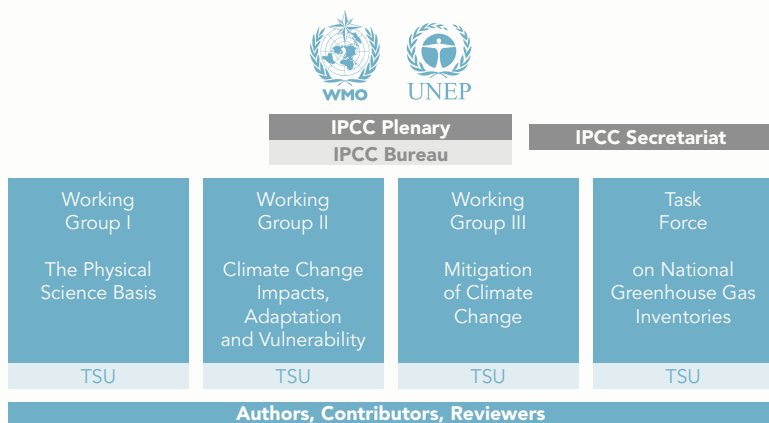 WMO
UNEP
IPCC Plenary
IPCC Bureau
IPCC Secretariat
Working
Group I
The Physical
Science Basis
TSU
Working
Group II
Climate Change
Impacts,
Adaptation
and Vulnerability
TSU
Working
Group III
Mitigation
of Climate
Change
TSU
Task
Force
on National
Greenhouse Gas
Inventories
TSU
Authors, Contributors, Reviewers